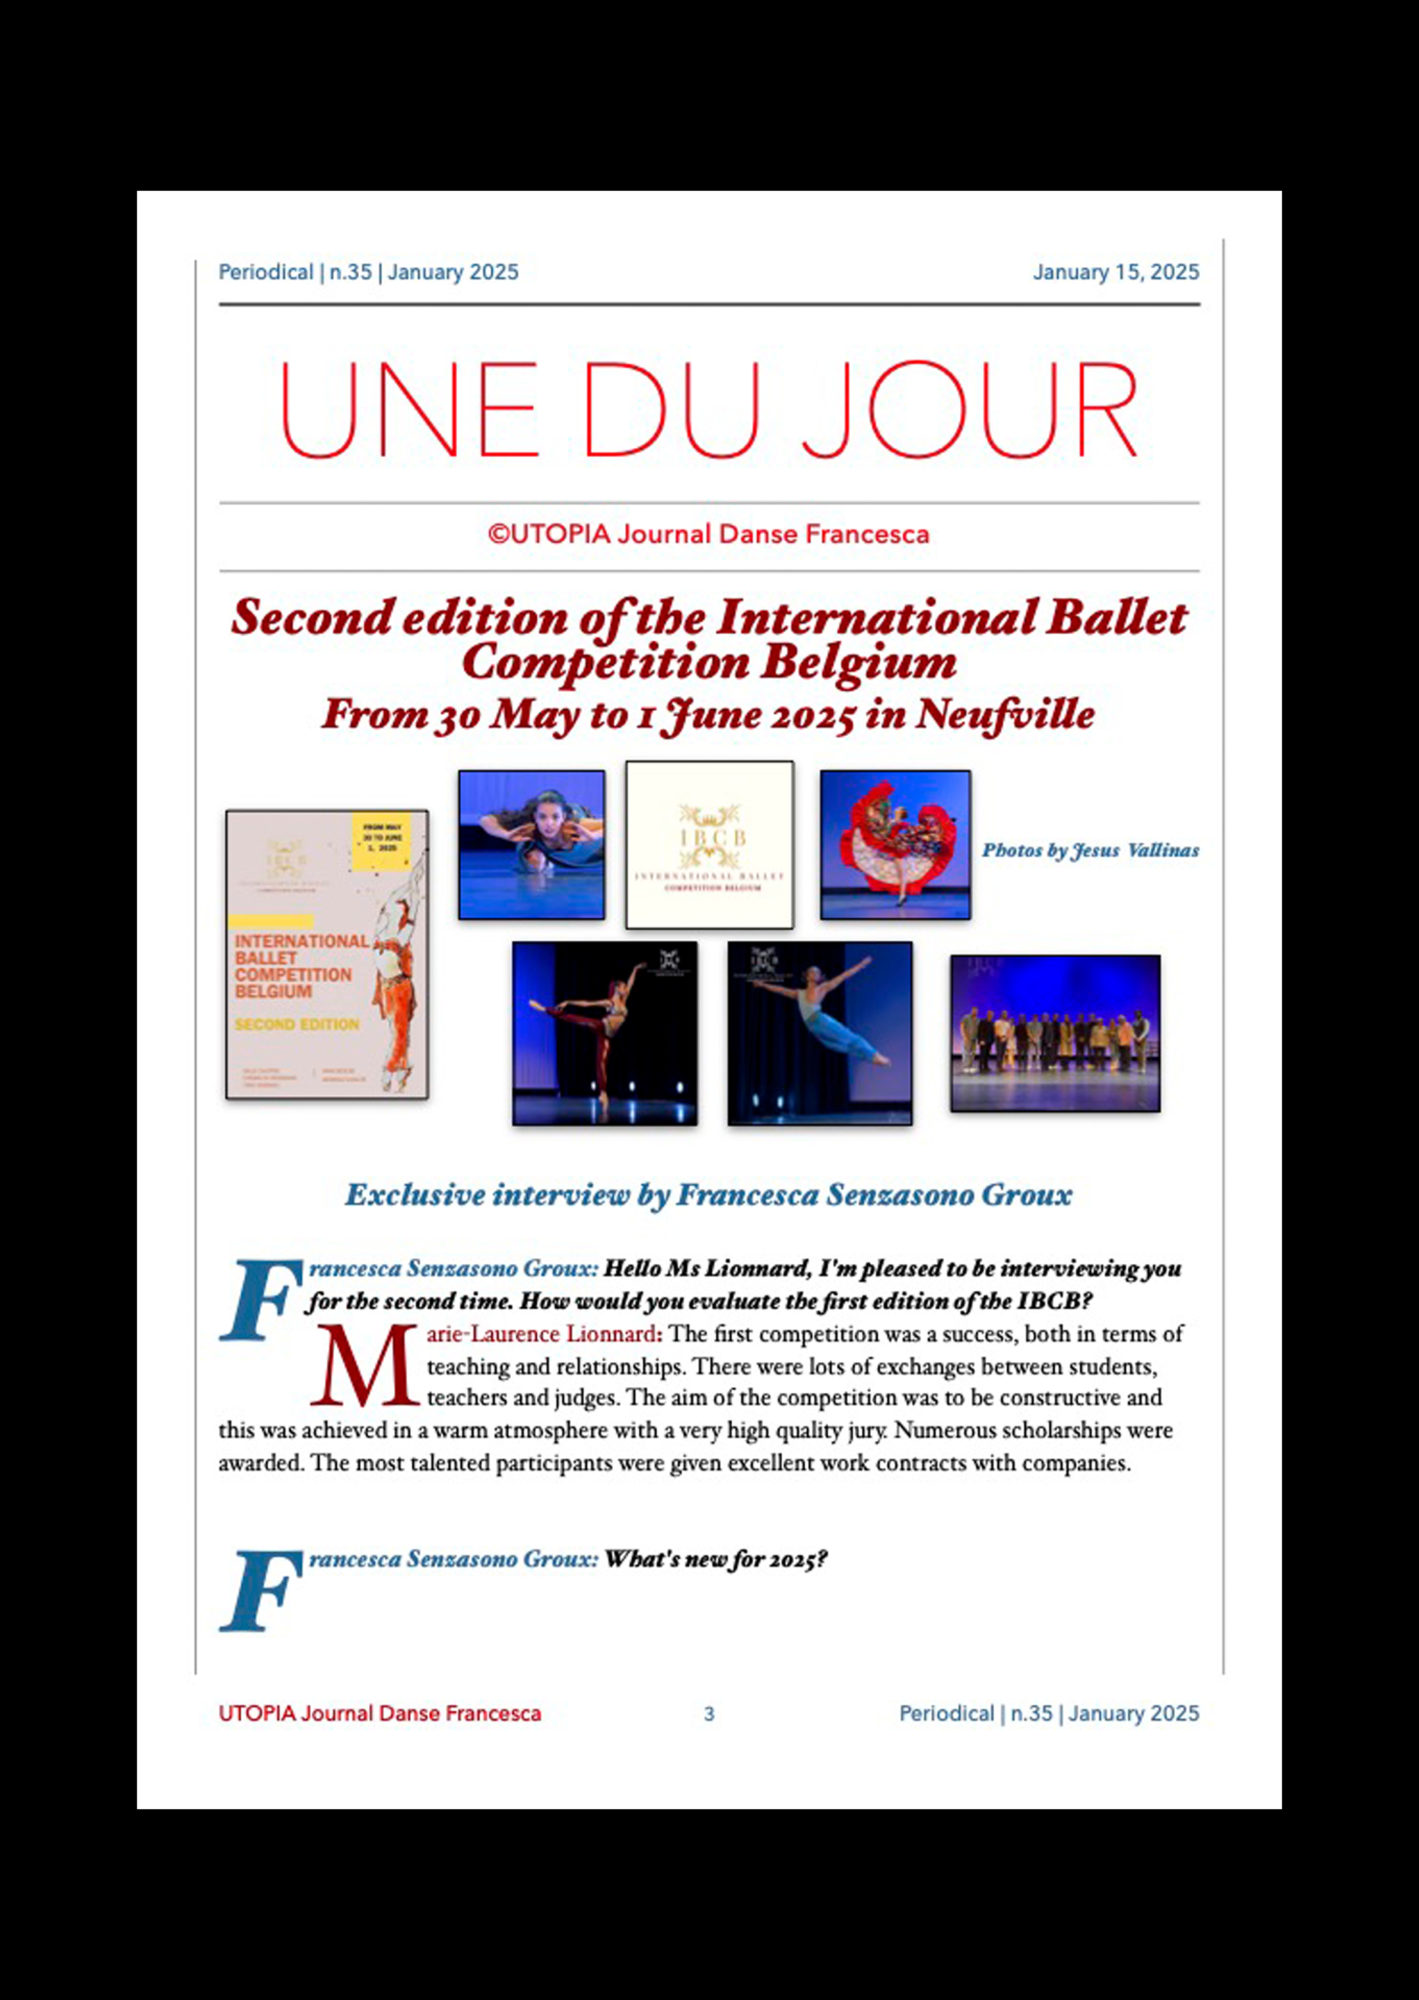 Periodical | n.35 | January 2025
January 15, 2025
UNE DU JOUR
©UTOPIA Journal Danse Francesca
Second edition of the International Ballet
Competition Belgium
From 30 May to 1 June 2025 in Neufville
FROM MAY
30 TO JUNE
1, 2025
IBCB
INTERNATIONAL
BALLET
COMPETITION
BELGIUM
SECOND EDITION
IBCB
INTERNATIONAL BALLET
COMPETITION BELGIUM
Photos by Jesus Vallinas
Exclusive interview by Francesca Senzasono Groux
Francesca Senzasono Groux: Hello Ms Lionnard, I'm pleased to be interviewing you
for the second time. How would you evaluate the first edition of the IBCB?
Marie-Laurence Lionnard: The first competition was a success, both in terms of
teaching and relationships. There were lots of exchanges between students,
teachers and judges. The aim of the competition was to be constructive and
this was achieved in a warm atmosphere with a very high quality jury. Numerous scholarships were
awarded. The most talented participants were given excellent work contracts with companies.
Francesca Senzasono Groux: What's new for 2025?
UTOPIA Journal Danse Francesca
3
Periodical | n.35 | January 2025